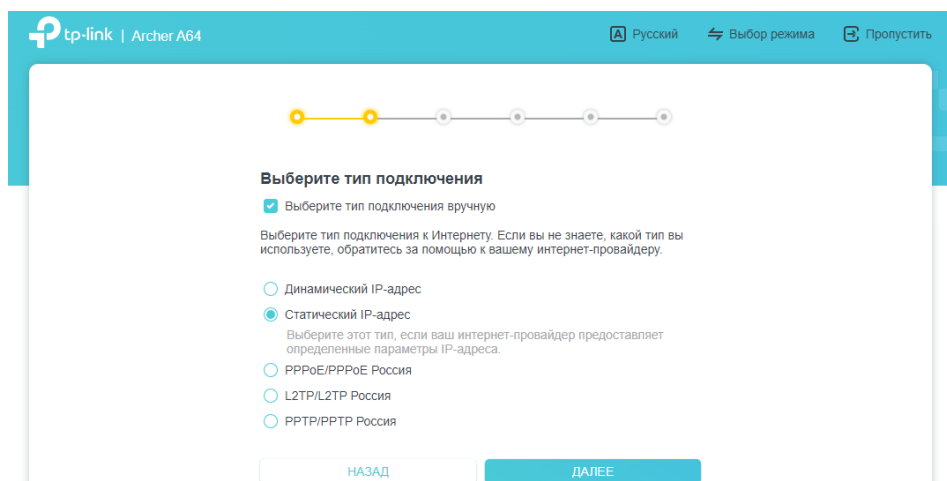 tp-link | Archer A64
Русский
Выбор режима
Пропустить
Выберите тип подключения
Выберите тип подключения вручную
Выберите тип подключения к Интернету. Если вы не знаете, какой тип вы
используете, обратитесь за помощью к вашему интернет-провайдеру.
Динамический IP-адрес
Статический IP-адрес
Выберите этот тип, если ваш интернет-провайдер предоставляет
определенные параметры IP-адреса.
PPPoE/PPPoE Россия
L2TP/L2TP Россия
PPTP/PPTP Россия
НАЗАД
ДАЛЕЕ